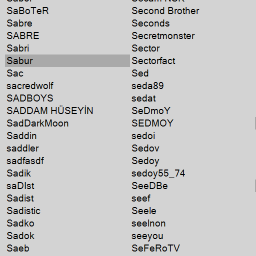 SaBoTeR
Sabre
SABRE
Sabri
Sabur
Sac
sacredwolf
SADBOYS
SADDAM HÜSEYİN
SadDarkMoon
Saddin
saddler
sadfasdf
Sadik
saDIst
Sadist
Sadistic
Sadko
Sadok
Saeb
Second Brother
Seconds
Secretmonster
Sector
Sectorfact
Sed
seda89
sedat
SeDmoY
SEDMOY
sedoi
Sedov
Sedoy
sedoy55_74
SeeDBe
seef
Seele
seelnon
seeyou
SeFeRoTV